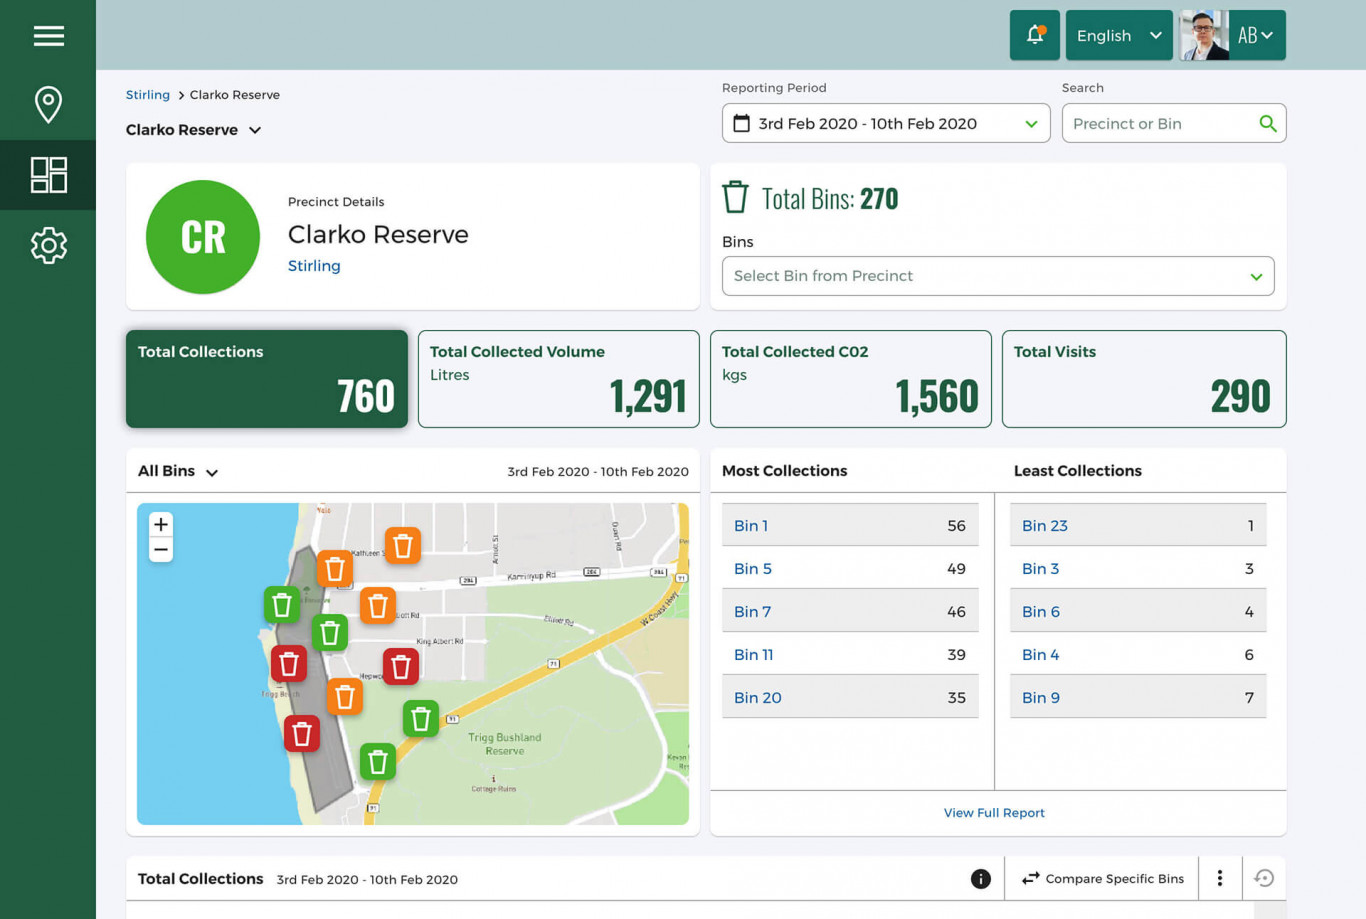 English
AB
Stirling > Clarko Reserve
Clarko Reserve
Reporting Period
3rd Feb 2020 - 10th Feb 2020
Search
Precinct or Bin
CR
Precinct Details
Clarko Reserve
Stirling
Total Bins: 270
Bins
Select Bin from Precinct
Total Collections
760
Total Collected Volume
Litres
1,291
Total Collected C02
kgs
1,560
Total Visits
290
All Bins
3rd Feb 2020 - 10th Feb 2020
+
−
Karrinyup Rd
W Coast Hwy
King Albert Rd
Trigg Beach
71
71
71
91
Trigg Bushland
Reserve
Cottage Ruins
Most Collections
Bin 1 56
Bin 5 49
Bin 7 46
Bin 11 39
Bin 20 35
Least Collections
Bin 23 1
Bin 3 3
Bin 6 4
Bin 4 6
Bin 9 7
View Full Report
Total Collections 3rd Feb 2020 - 10th Feb 2020
i
Compare Specific Bins